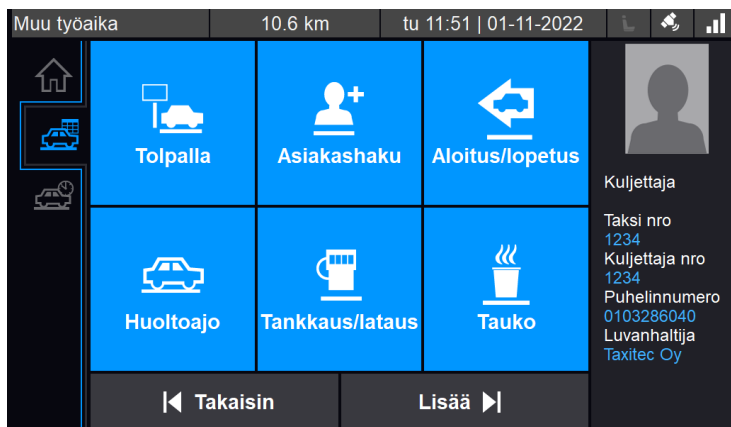 Muu työaika 10.6 km tu 11:51 | 01-11-2022
Tolpalla Asiakashaku Aloitus/lopetus
Huoltoajo Tankkaus/lataus Tauko
Takaisin Lisää
Kuljettaja
Taksi nro
1234
Kuljettaja nro
1234
Puhelinnumero
0103286040
Luvanhaltija
Taxitec Oy